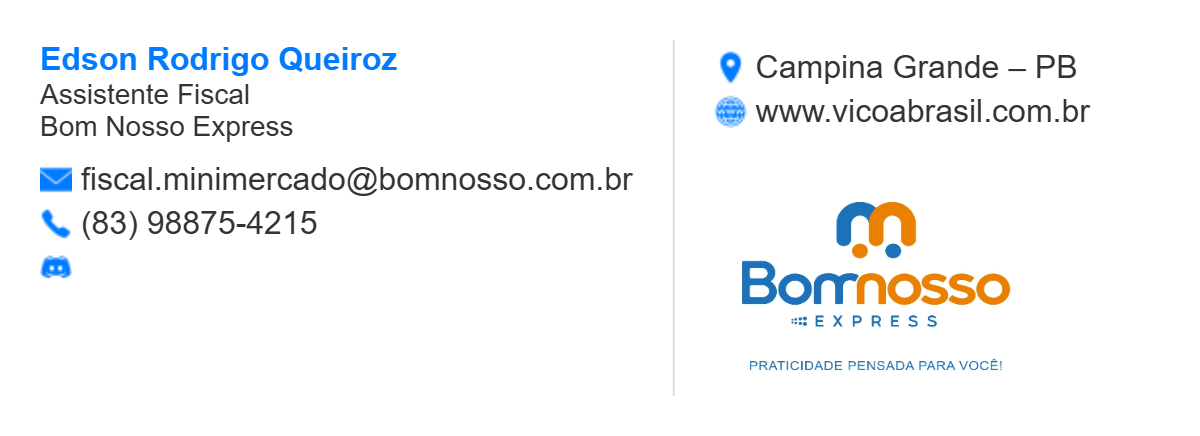 Edson Rodrigo Queiroz
Assistente Fiscal
Bom Nosso Express
fiscal.minimercado@bomnosso.com.br
(83) 98875-4215
Campina Grande – PB
www.vicoabrasil.com.br
Bomnosso
EXPRESS
PRATICIDADE PENSADA PARA VOCÊ!